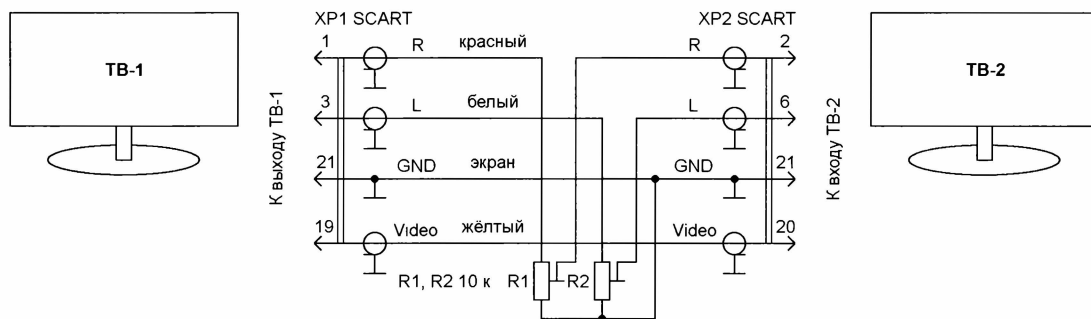 XP1 SCART
XP2 SCART
ТВ-1
ТВ-2
К выходу ТВ-1
К входу ТВ-2
1 R красный R 2
3 L белый L 6
21 GND экран GND 21
19 Video жёлтый Video 20
R1, R2 10 к R1 R2